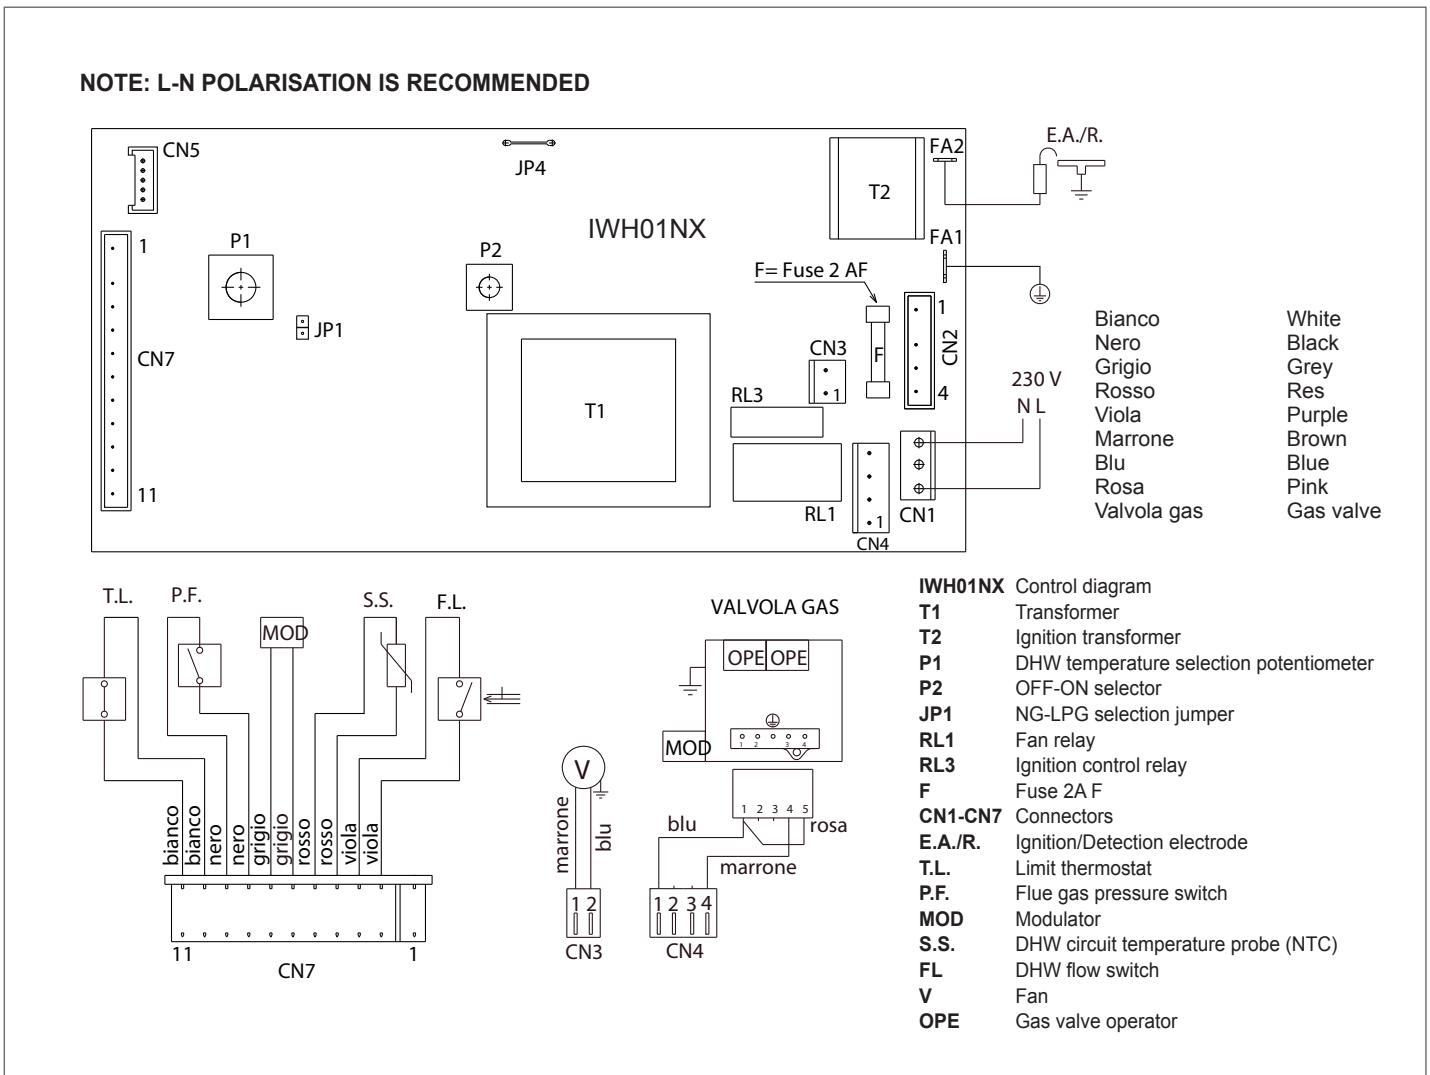 NOTE: L-N POLARISATION IS RECOMMENDED
CN5
JP4
IWH01NX
T2
FA2
E.A./R.
FA1
1
P1
P2
F= Fuse 2 AF
JP1
CN7
11
T1
CN3
1
F
1
CN2
4
RL3
RL1
1
CN4
CN1
230 V
N L
Bianco White
Nero Black
Grigio Grey
Rosso Res
Viola Purple
Marrone Brown
Blu Blue
Rosa Pink
Valvola gas Gas valve
T.L.
P.F.
MOD
S.S.
F.L.
bianco
bianco
nero
nero
grigio
grigio
rosso
rosso
viola
viola
11
1
CN7
V
marrone
blu
1 2
CN3
VALVOLA GAS
OPE OPE
MOD
1 2 3 4
1 2 3 4 5
blu
rosa
marrone
1 2 3 4
CN4
IWH01NX Control diagram
T1 Transformer
T2 Ignition transformer
P1 DHW temperature selection potentiometer
P2 OFF-ON selector
JP1 NG-LPG selection jumper
RL1 Fan relay
RL3 Ignition control relay
F Fuse 2A F
CN1-CN7 Connectors
E.A./R. Ignition/Detection electrode
T.L. Limit thermostat
P.F. Flue gas pressure switch
MOD Modulator
S.S. DHW circuit temperature probe (NTC)
FL DHW flow switch
V Fan
OPE Gas valve operator